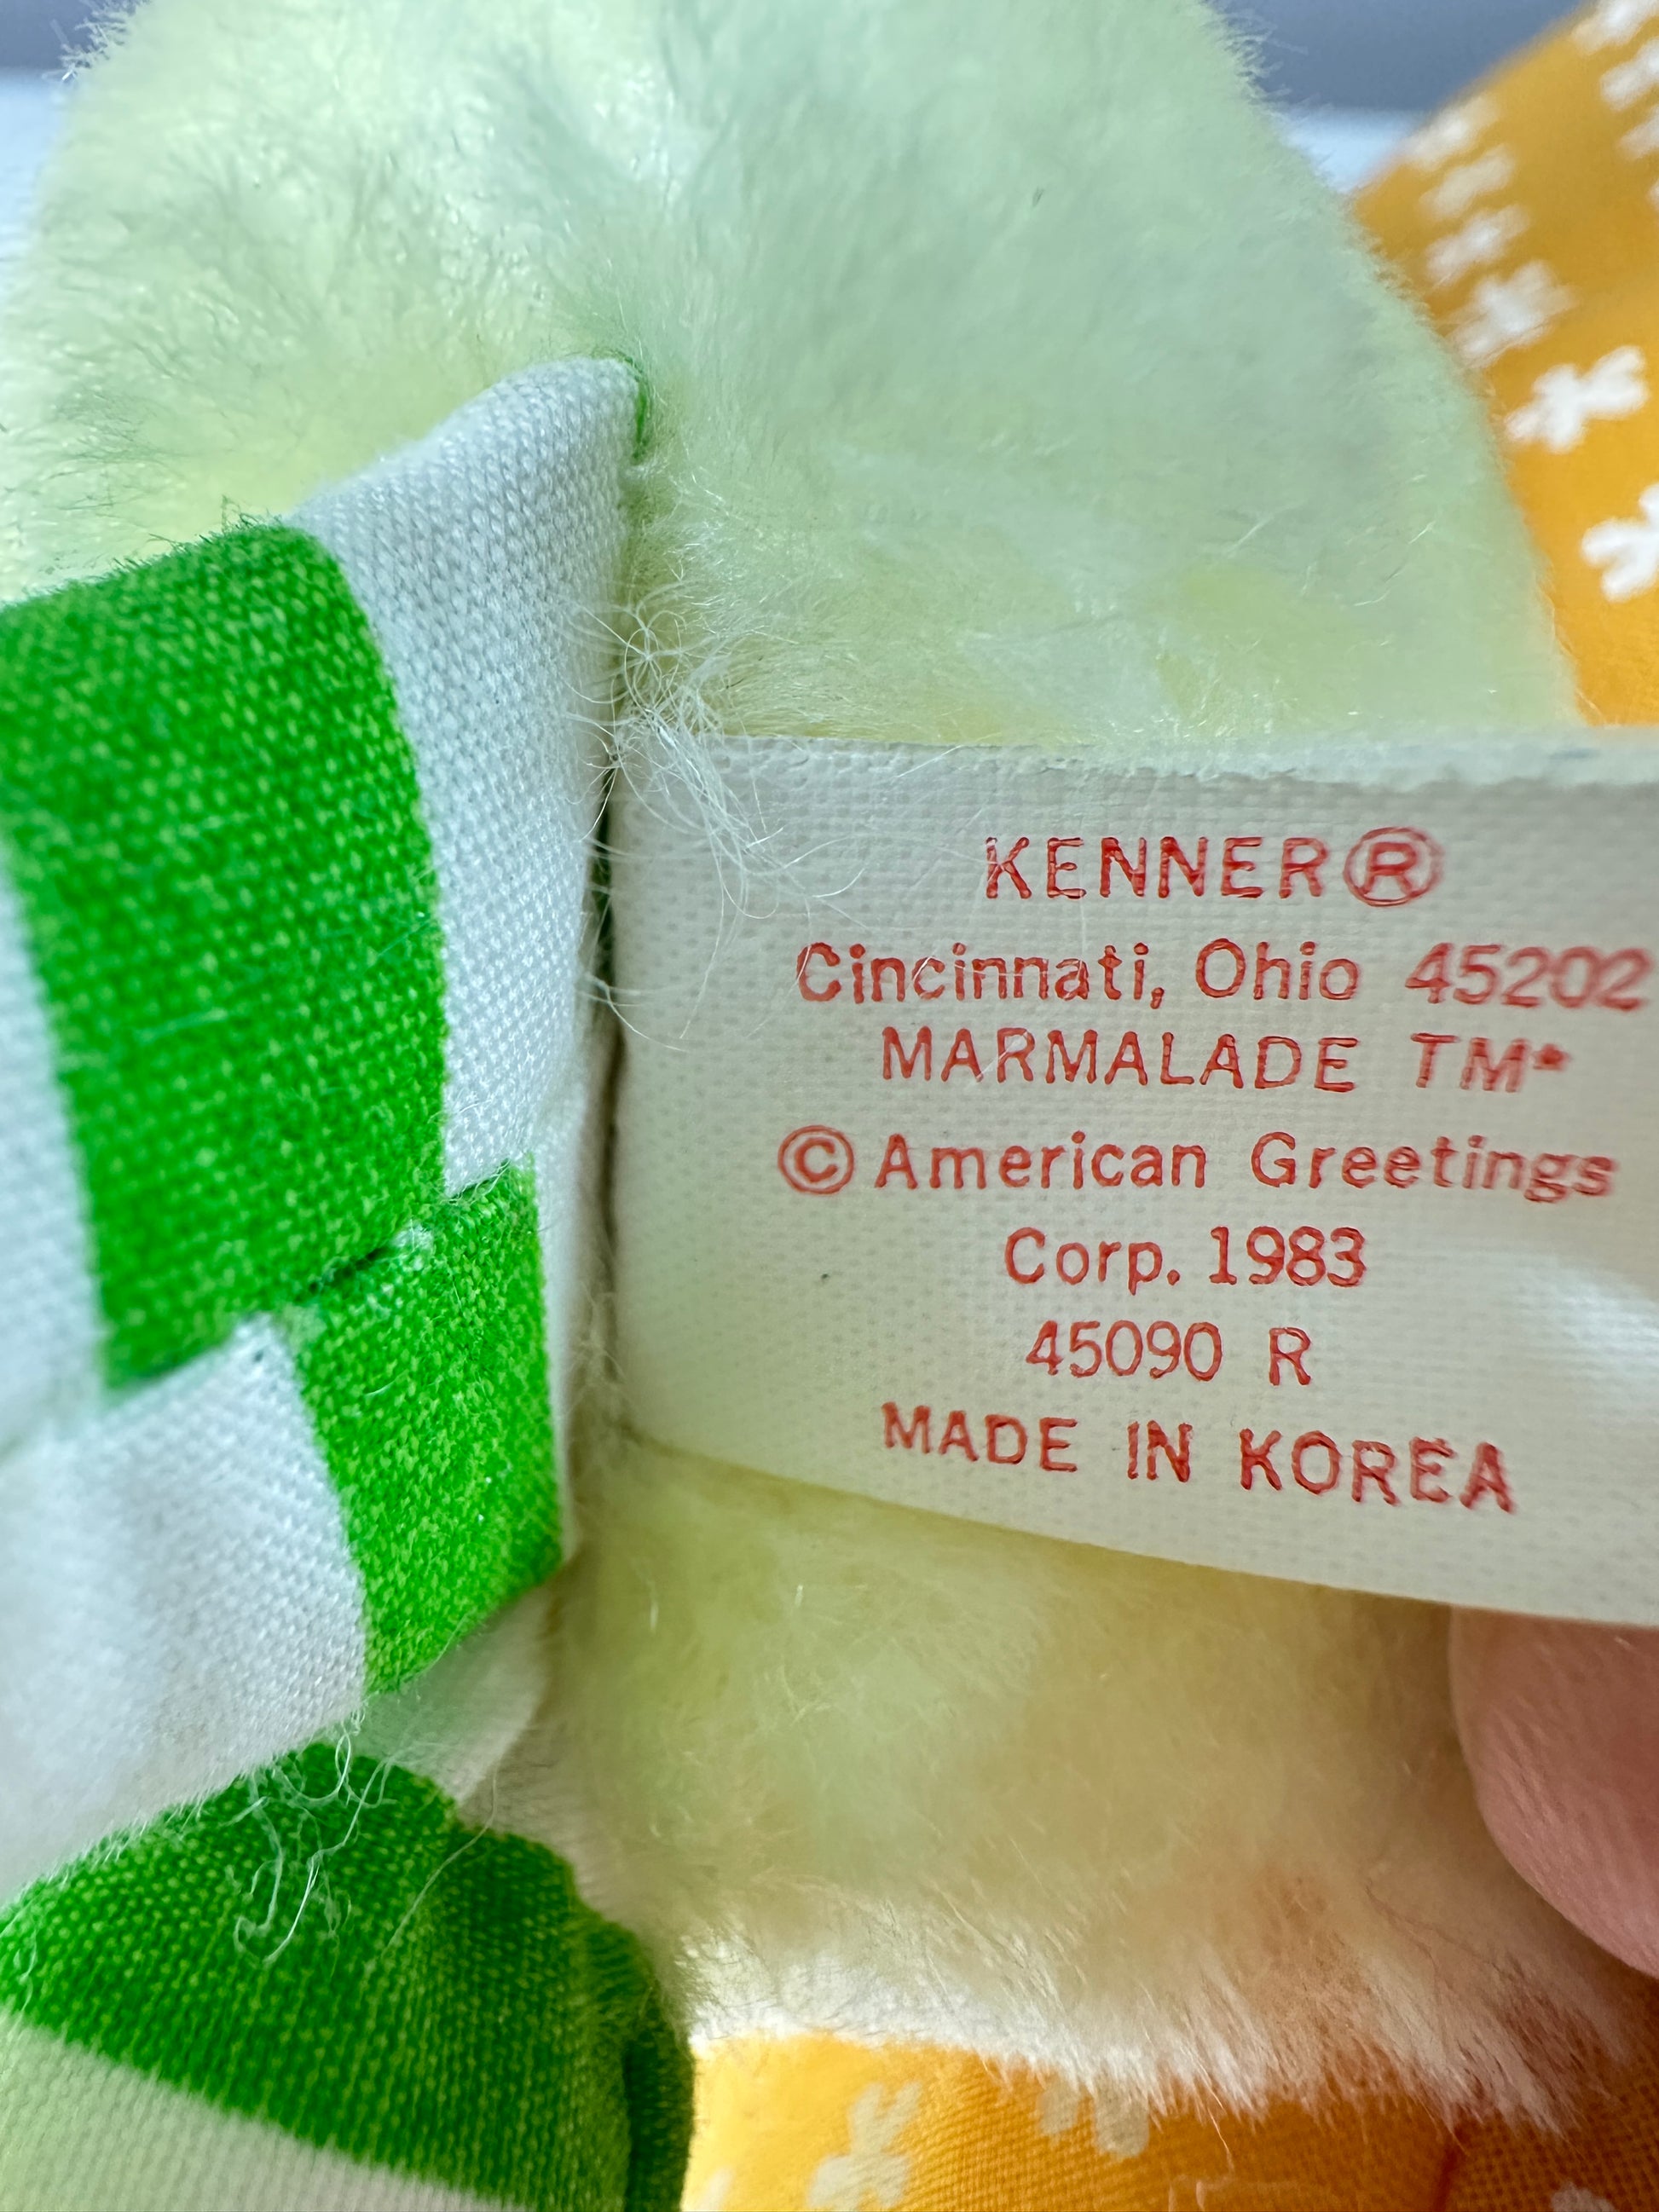 KENNER®
Cincinnati, Ohio 45202
MARMALADE TM*
© American Greetings
Corp. 1983
45090 R
MADE IN KOREA